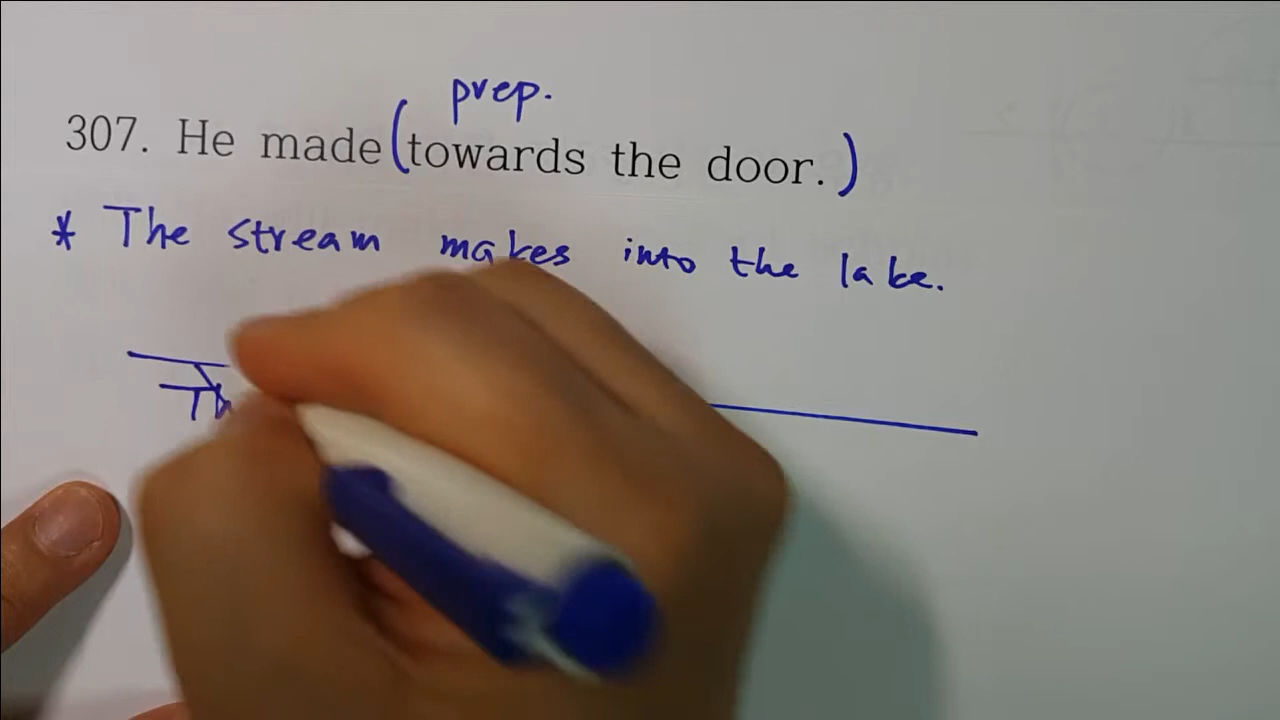 prep.
307. He made (towards the door.)
* The stream makes into the lake.